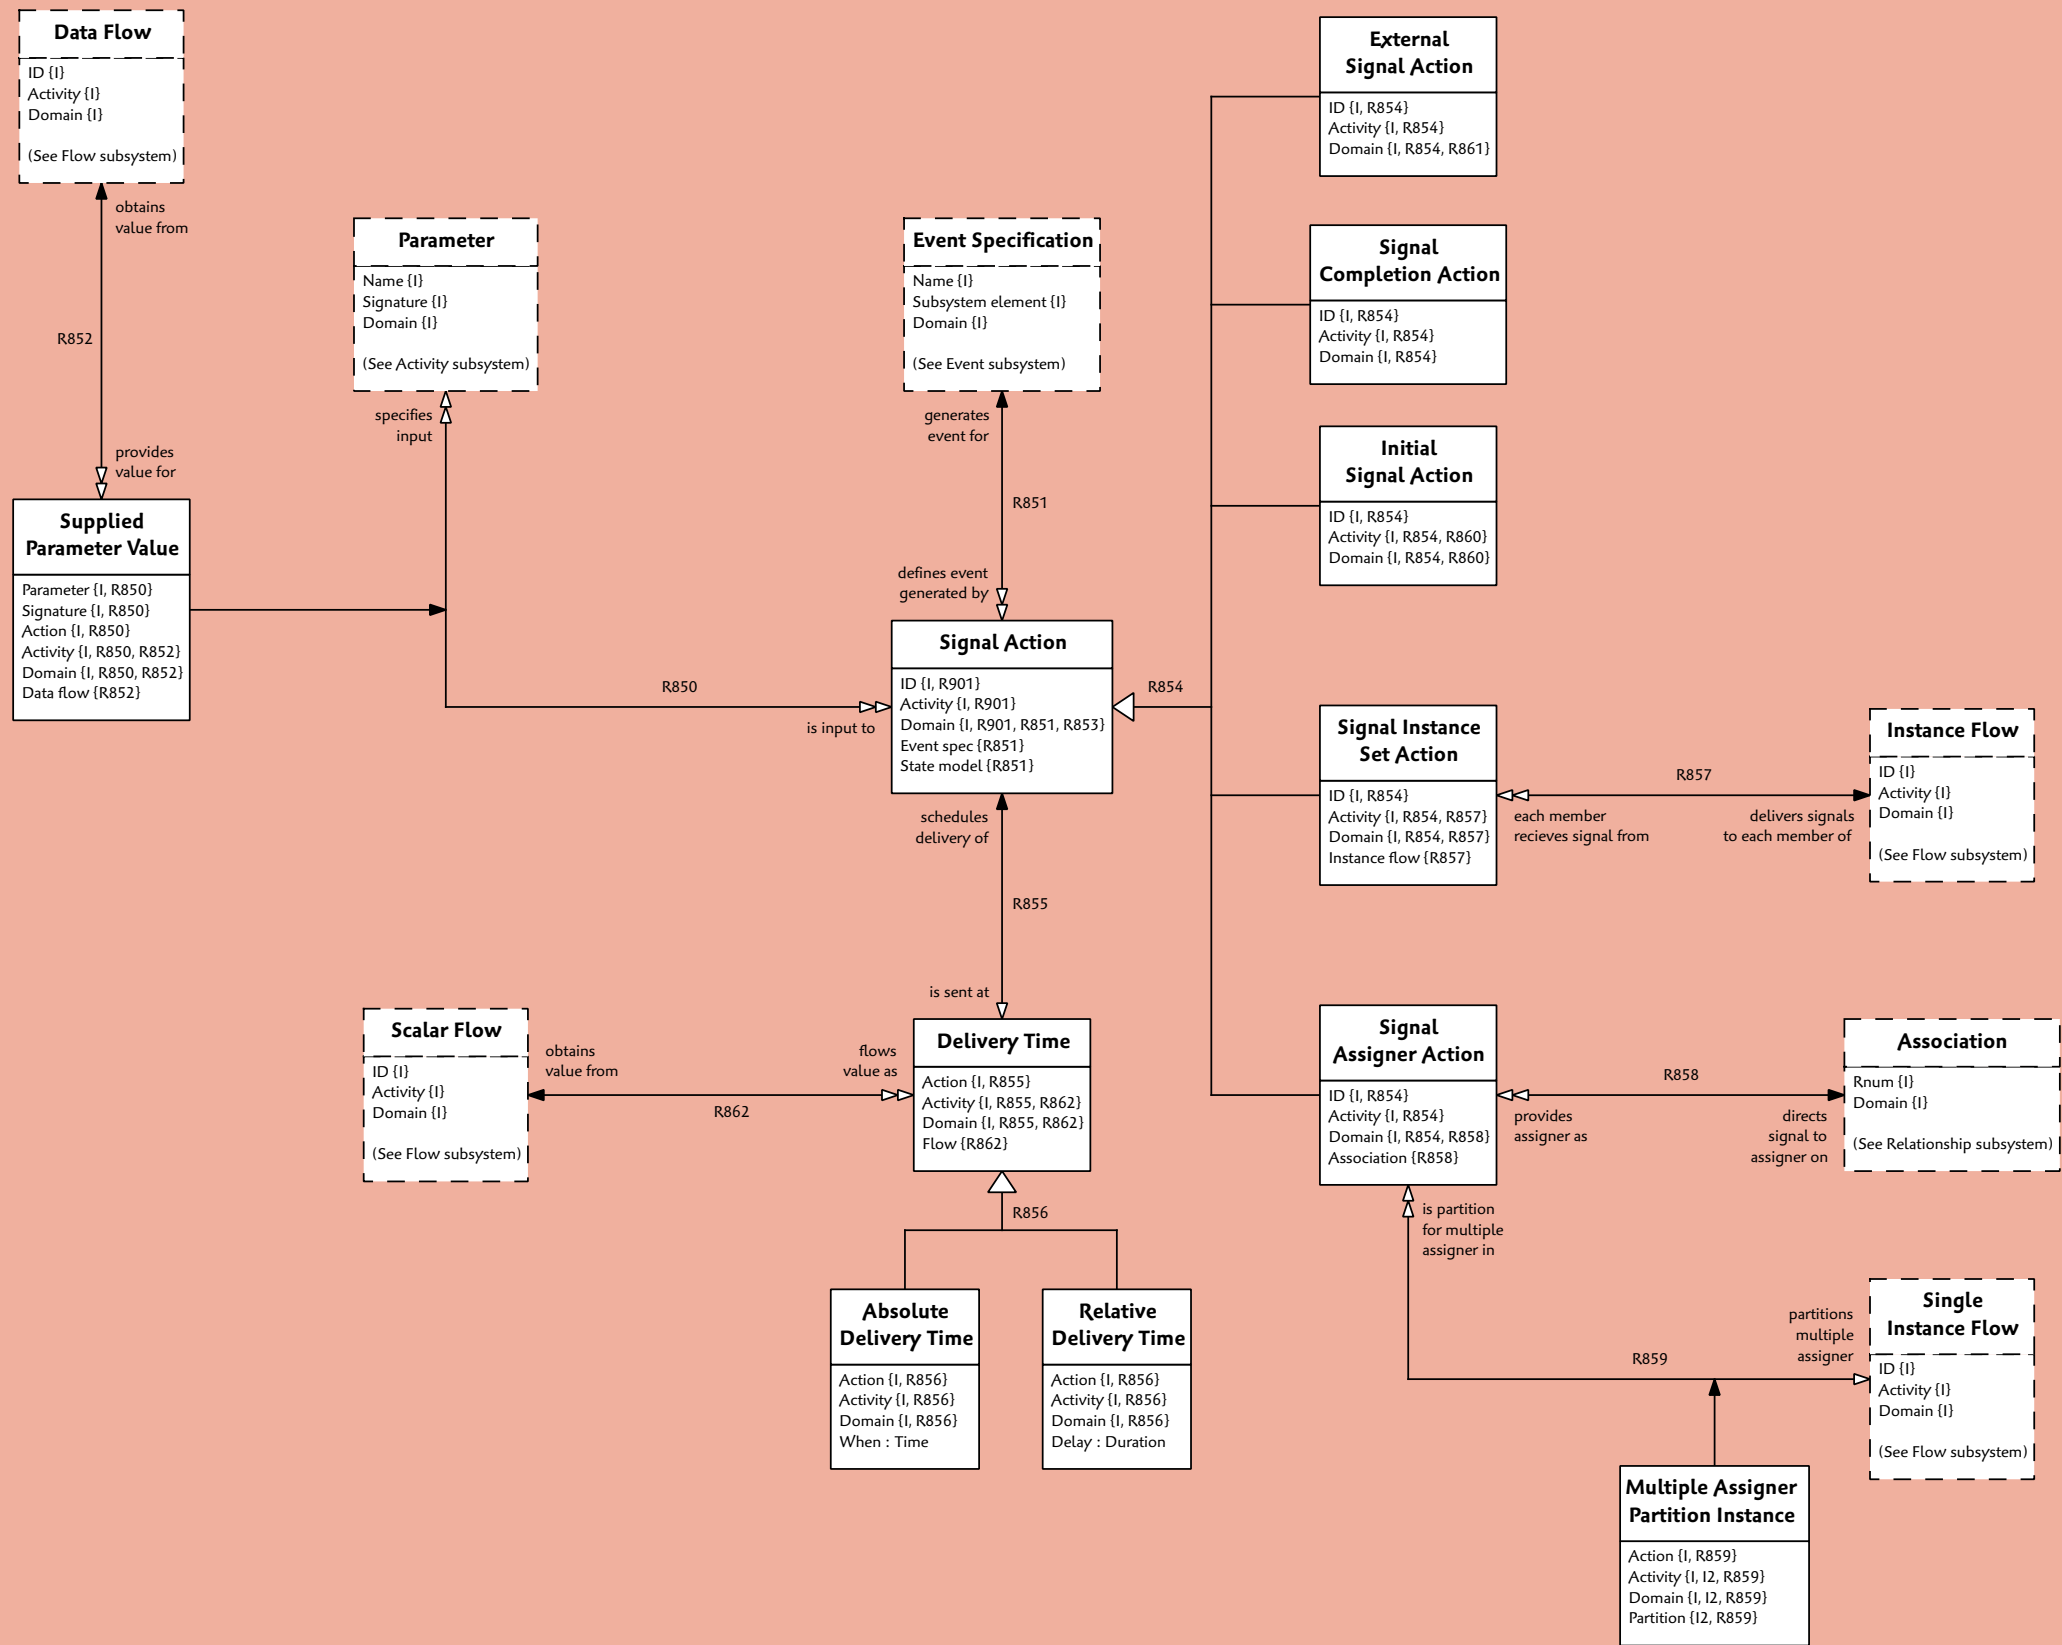 Data Flow
ID {I}
Activity {I}
Domain {I}
(See Flow subsystem)
obtains
value from
R852
provides
value for
Supplied
Parameter Value
Parameter {I, R850}
Signature {I, R850}
Action {I, R850}
Activity {I, R850, R852}
Domain {I, R850, R852}
Data flow {R852}
Parameter
Name {I}
Signature {I}
Domain {I}
(See Activity subsystem)
specifies
input
R850
is input to
Event Specification
Name {I}
Subsystem element {I}
Domain {I}
(See Event subsystem)
generates
event for
R851
defines event
generated by
Signal Action
ID {I, R901}
Activity {I, R901}
Domain {I, R901, R851, R853}
Event spec {R851}
State model {R851}
R854
schedules
delivery of
R855
is sent at
Scalar Flow
ID {I}
Activity {I}
Domain {I}
(See Flow subsystem)
obtains
value from
R862
flows
value as
Delivery Time
Action {I, R855}
Activity {I, R855, R862}
Domain {I, R855, R862}
Flow {R862}
R856
Absolute
Delivery Time
Action {I, R856}
Activity {I, R856}
Domain {I, R856}
When : Time
Relative
Delivery Time
Action {I, R856}
Activity {I, R856}
Domain {I, R856}
Delay : Duration
External
Signal Action
ID {I, R854}
Activity {I, R854}
Domain {I, R854, R861}
Signal
Completion Action
ID {I, R854}
Activity {I, R854}
Domain {I, R854}
Initial
Signal Action
ID {I, R854}
Activity {I, R854, R860}
Domain {I, R854, R860}
Signal Instance
Set Action
ID {I, R854}
Activity {I, R854, R857}
Domain {I, R854, R857}
Instance flow {R857}
R857
each member
recieves signal from
delivers signals
to each member of
Instance Flow
ID {I}
Activity {I}
Domain {I}
(See Flow subsystem)
Signal
Assigner Action
ID {I, R854}
Activity {I, R854}
Domain {I, R854, R858}
Association {R858}
R858
provides
assigner as
directs
signal to
assigner on
Association
Rnum {I}
Domain {I}
(See Relationship subsystem)
is partition
for multiple
assigner in
R859
partitions
multiple
assigner
Single
Instance Flow
ID {I}
Activity {I}
Domain {I}
(See Flow subsystem)
Multiple Assigner
Partition Instance
Action {I, R859}
Activity {I, I2, R859}
Domain {I, I2, R859}
Partition {I2, R859}